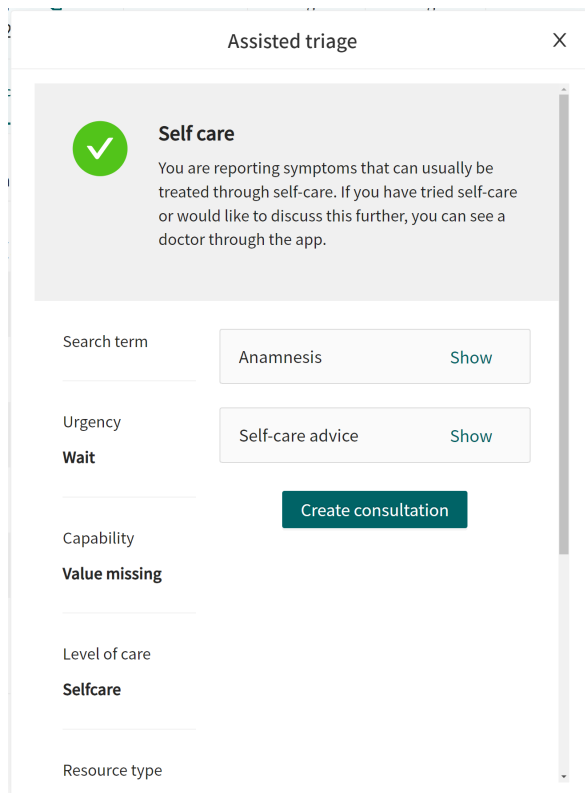 Assisted triage
X
Self care
You are reporting symptoms that can usually be
treated through self-care. If you have tried self-care
or would like to discuss this further, you can see a
doctor through the app.
Search term
Anamnesis Show
Urgency
Wait
Self-care advice Show
Create consultation
Capability
Value missing
Level of care
Selfcare
Resource type